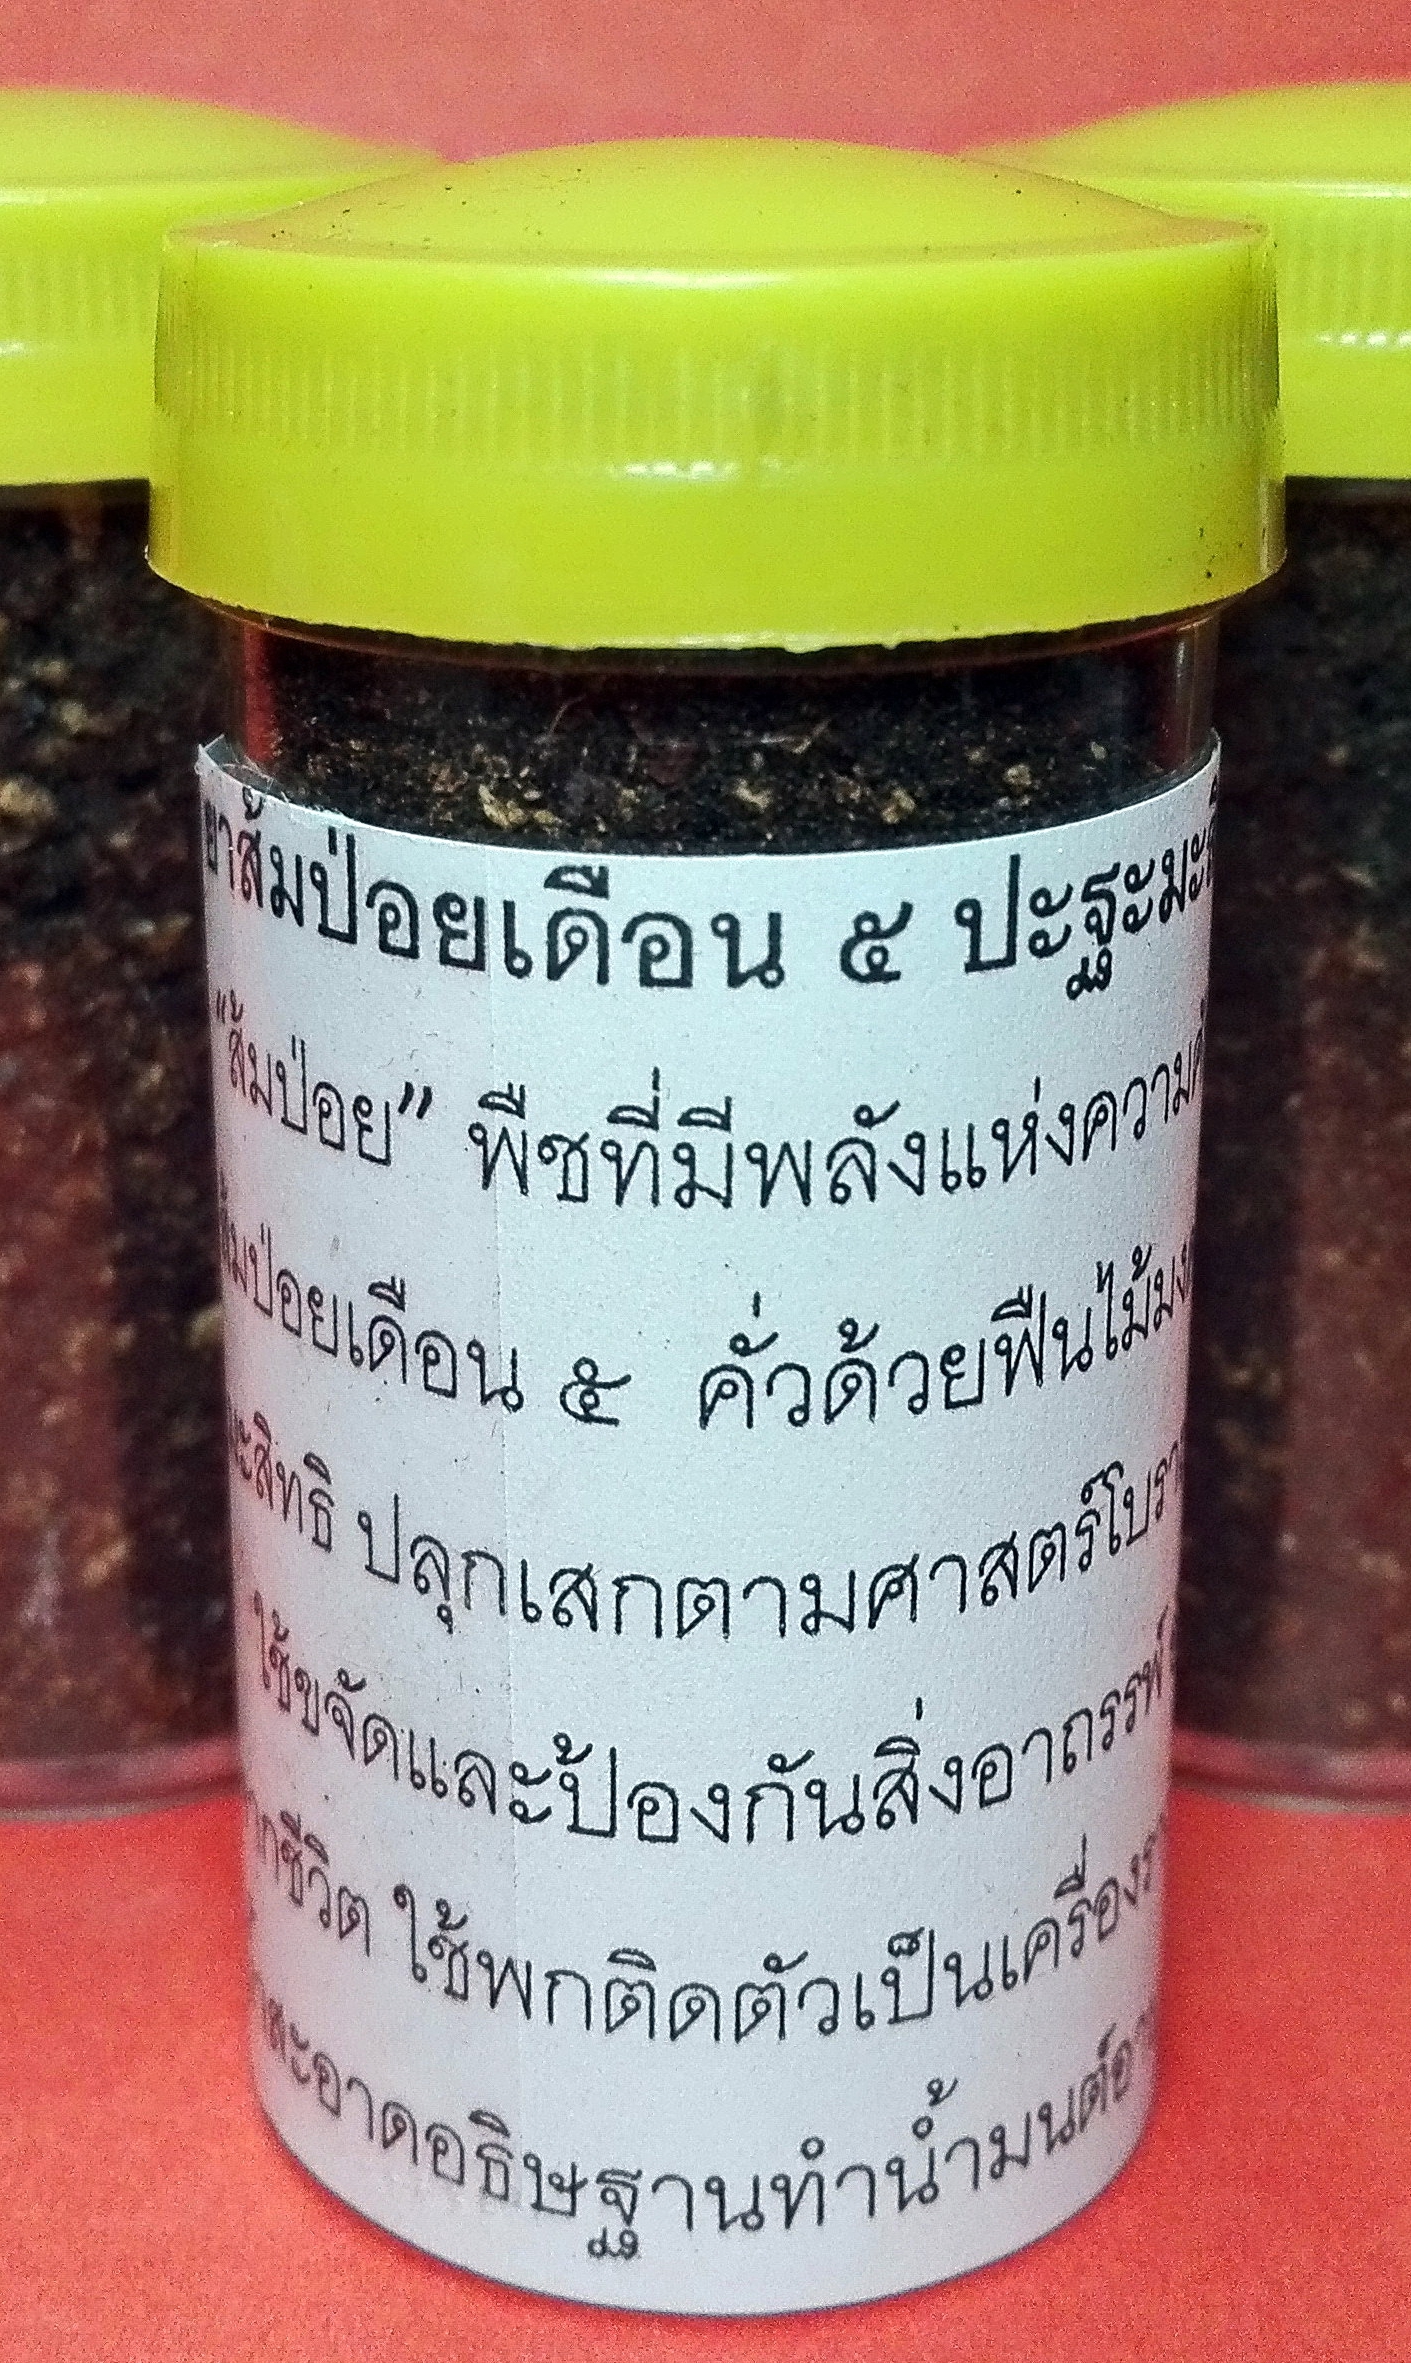 ยาส้มป่อยเดือน ๕ ปะฐะมะ
"ส้มป่อย" พืชที่มีพลังแห่งความ
ส้มป่อยเดือน ๕ คั่วด้วยฟืนไม้มง
ะสิทธิ ปลุกเสกตามศาสตร์โบรา
ใช้ขจัดและป้องกันสิ่งอาถรรพ์
กชีวิต ใช้พกติดตัวเป็นเครื่องร
สะอาดอธิษฐานทำน้ำมนต์อา